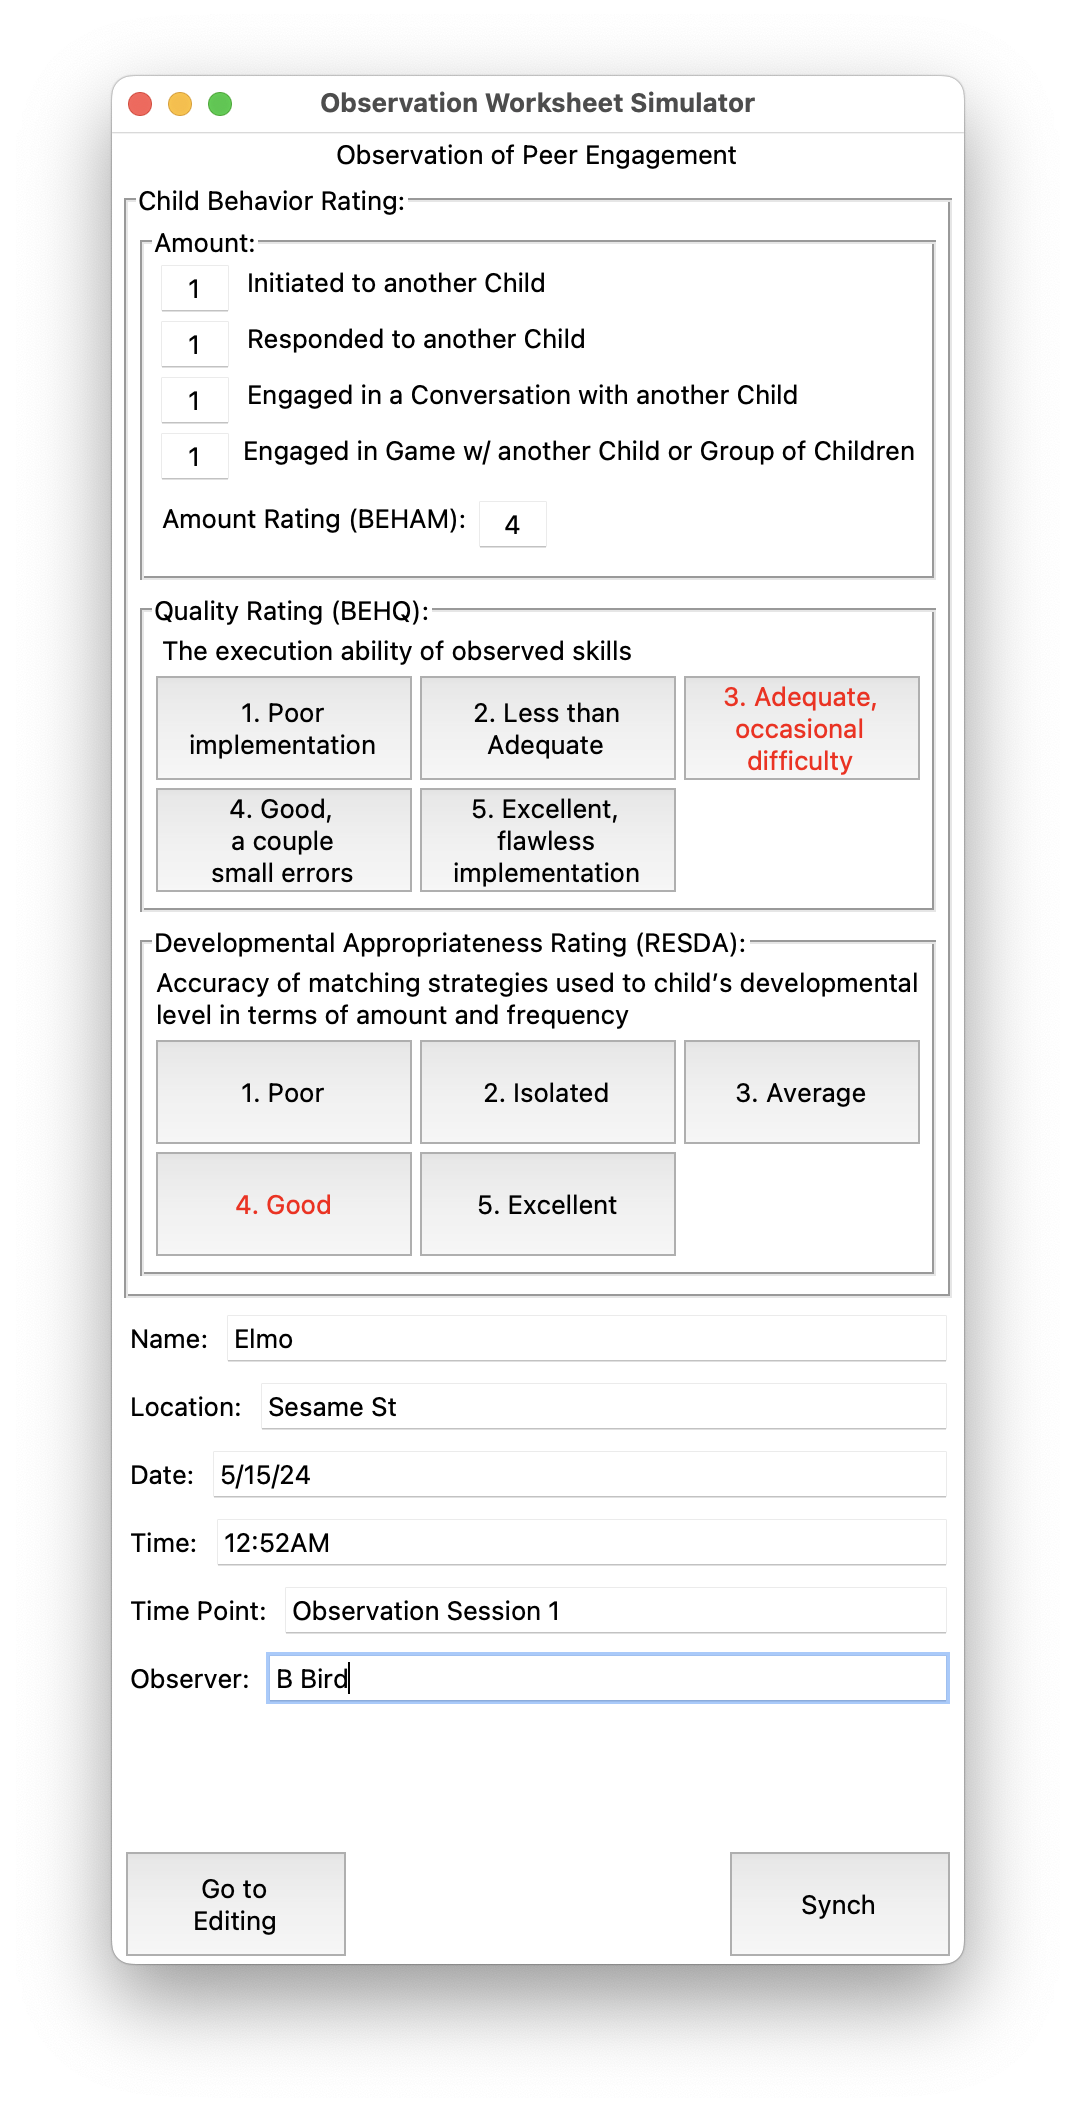 Observation Worksheet Simulator
Observation of Peer Engagement
Child Behavior Rating:
Amount:
1 Initiated to another Child
1 Responded to another Child
1 Engaged in a Conversation with another Child
1 Engaged in Game w/ another Child or Group of Children
Amount Rating (BEHAM): 4
Quality Rating (BEHQ):
The execution ability of observed skills
1. Poor
implementation
2. Less than
Adequate
3. Adequate,
occasional
difficulty
4. Good,
a couple
small errors
5. Excellent,
flawless
implementation
Developmental Appropriateness Rating (RESDA):
Accuracy of matching strategies used to child's developmental
level in terms of amount and frequency
1. Poor
2. Isolated
3. Average
4. Good
5. Excellent
Name: Elmo
Location: Sesame St
Date: 5/15/24
Time: 12:52AM
Time Point: Observation Session 1
Observer: B Bird
Go to
Editing
Synch